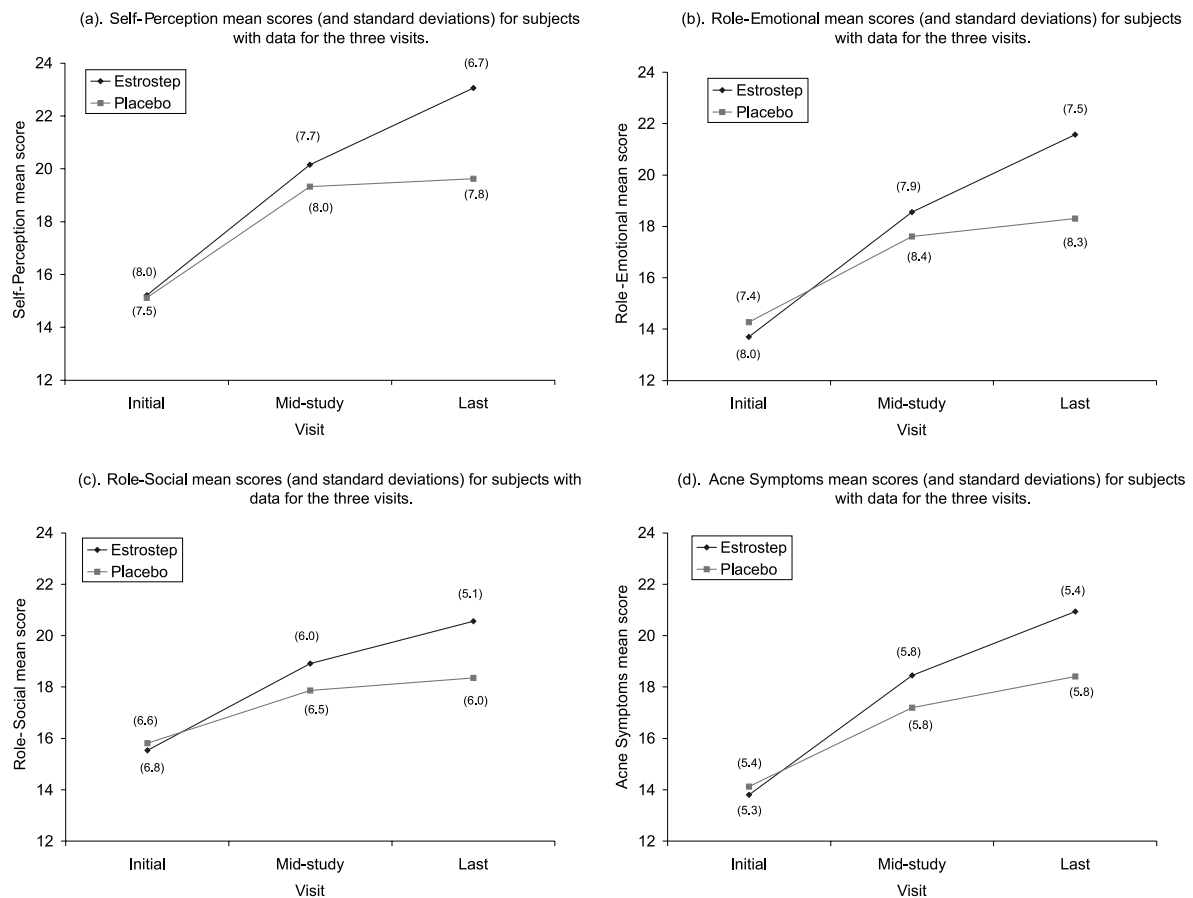 (a). Self-Perception mean scores (and standard deviations) for subjects
with data for the three visits.
24
22
20
18
16
14
12
Self-Perception mean score
Estrostep
Placebo
(6.7)
(7.7)
(8.0)
(7.8)
(8.0)
(7.5)
Initial
Mid-study
Last
Visit
(b). Role-Emotional mean scores (and standard deviations) for subjects
with data for the three visits.
24
22
20
18
16
14
12
Role-Emotional mean score
Estrostep
Placebo
(7.5)
(7.9)
(8.4)
(8.3)
(7.4)
(8.0)
Initial
Mid-study
Last
Visit
(c). Role-Social mean scores (and standard deviations) for subjects with
data for the three visits.
24
22
20
18
16
14
12
Role-Social mean score
Estrostep
Placebo
(5.1)
(6.0)
(6.5)
(6.0)
(6.6)
(6.8)
Initial
Mid-study
Last
Visit
(d). Acne Symptoms mean scores (and standard deviations) for subjects
with data for the three visits.
24
22
20
18
16
14
12
Acne Symptoms mean score
Estrostep
Placebo
(5.4)
(5.8)
(5.8)
(5.8)
(5.4)
(5.3)
Initial
Mid-study
Last
Visit